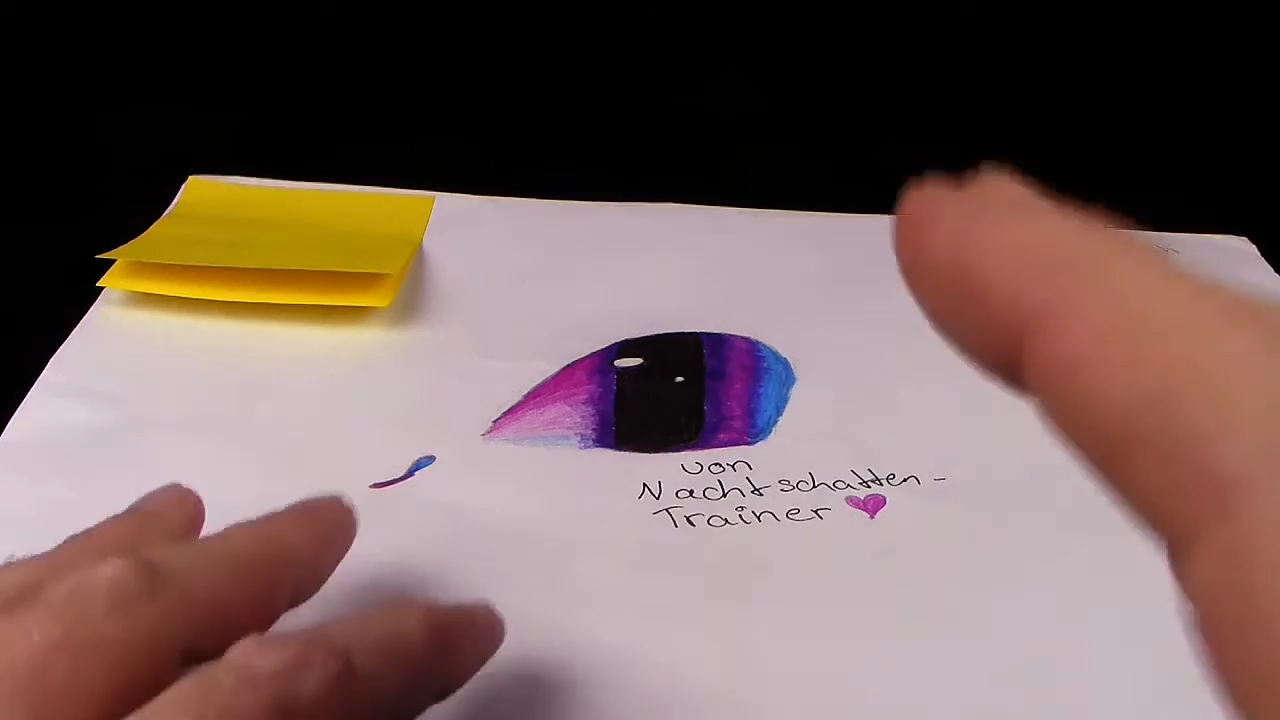 von
Nachtschatten-
Trainer ♥